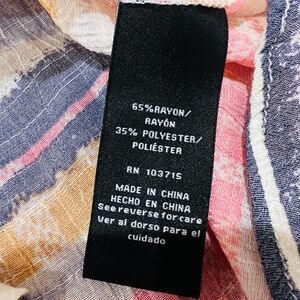 65%RAYON/
RAYÓN
35% POLYESTER/
POLIÉSTER
RN 103715
MADE IN CHINA
HECHO EN CHINA
See reverse for care
Ver al dorso para el
cuidado